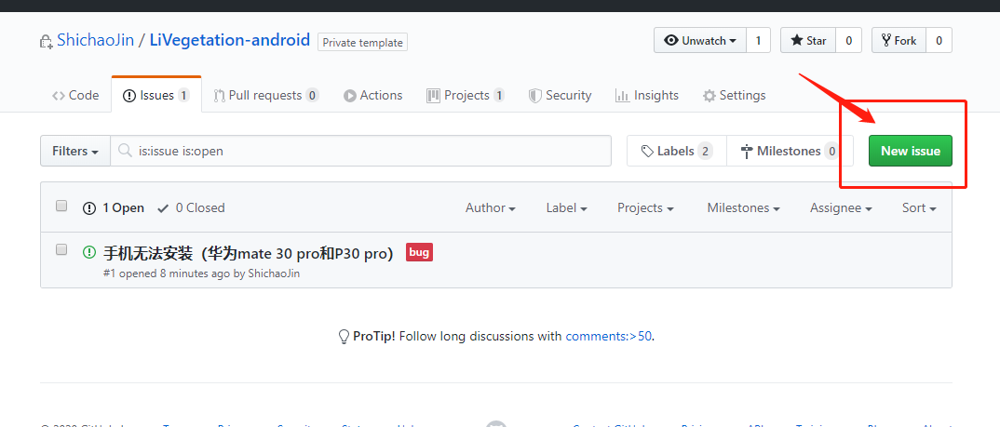 ShichaoJin / LiVegetation-android Private template
Unwatch 1 Star 0 Fork 0
Code Issues 1 Pull requests 0 Actions Projects 1 Security Insights Settings
Filters is:issue is:open Labels 2 Milestones 0 New issue
1 Open 0 Closed Author Label Projects Milestones Assignee Sort
手机无法安装（华为mate 30 pro和P30 pro） bug
#1 opened 8 minutes ago by ShichaoJin
ProTip! Follow long discussions with comments:>50.